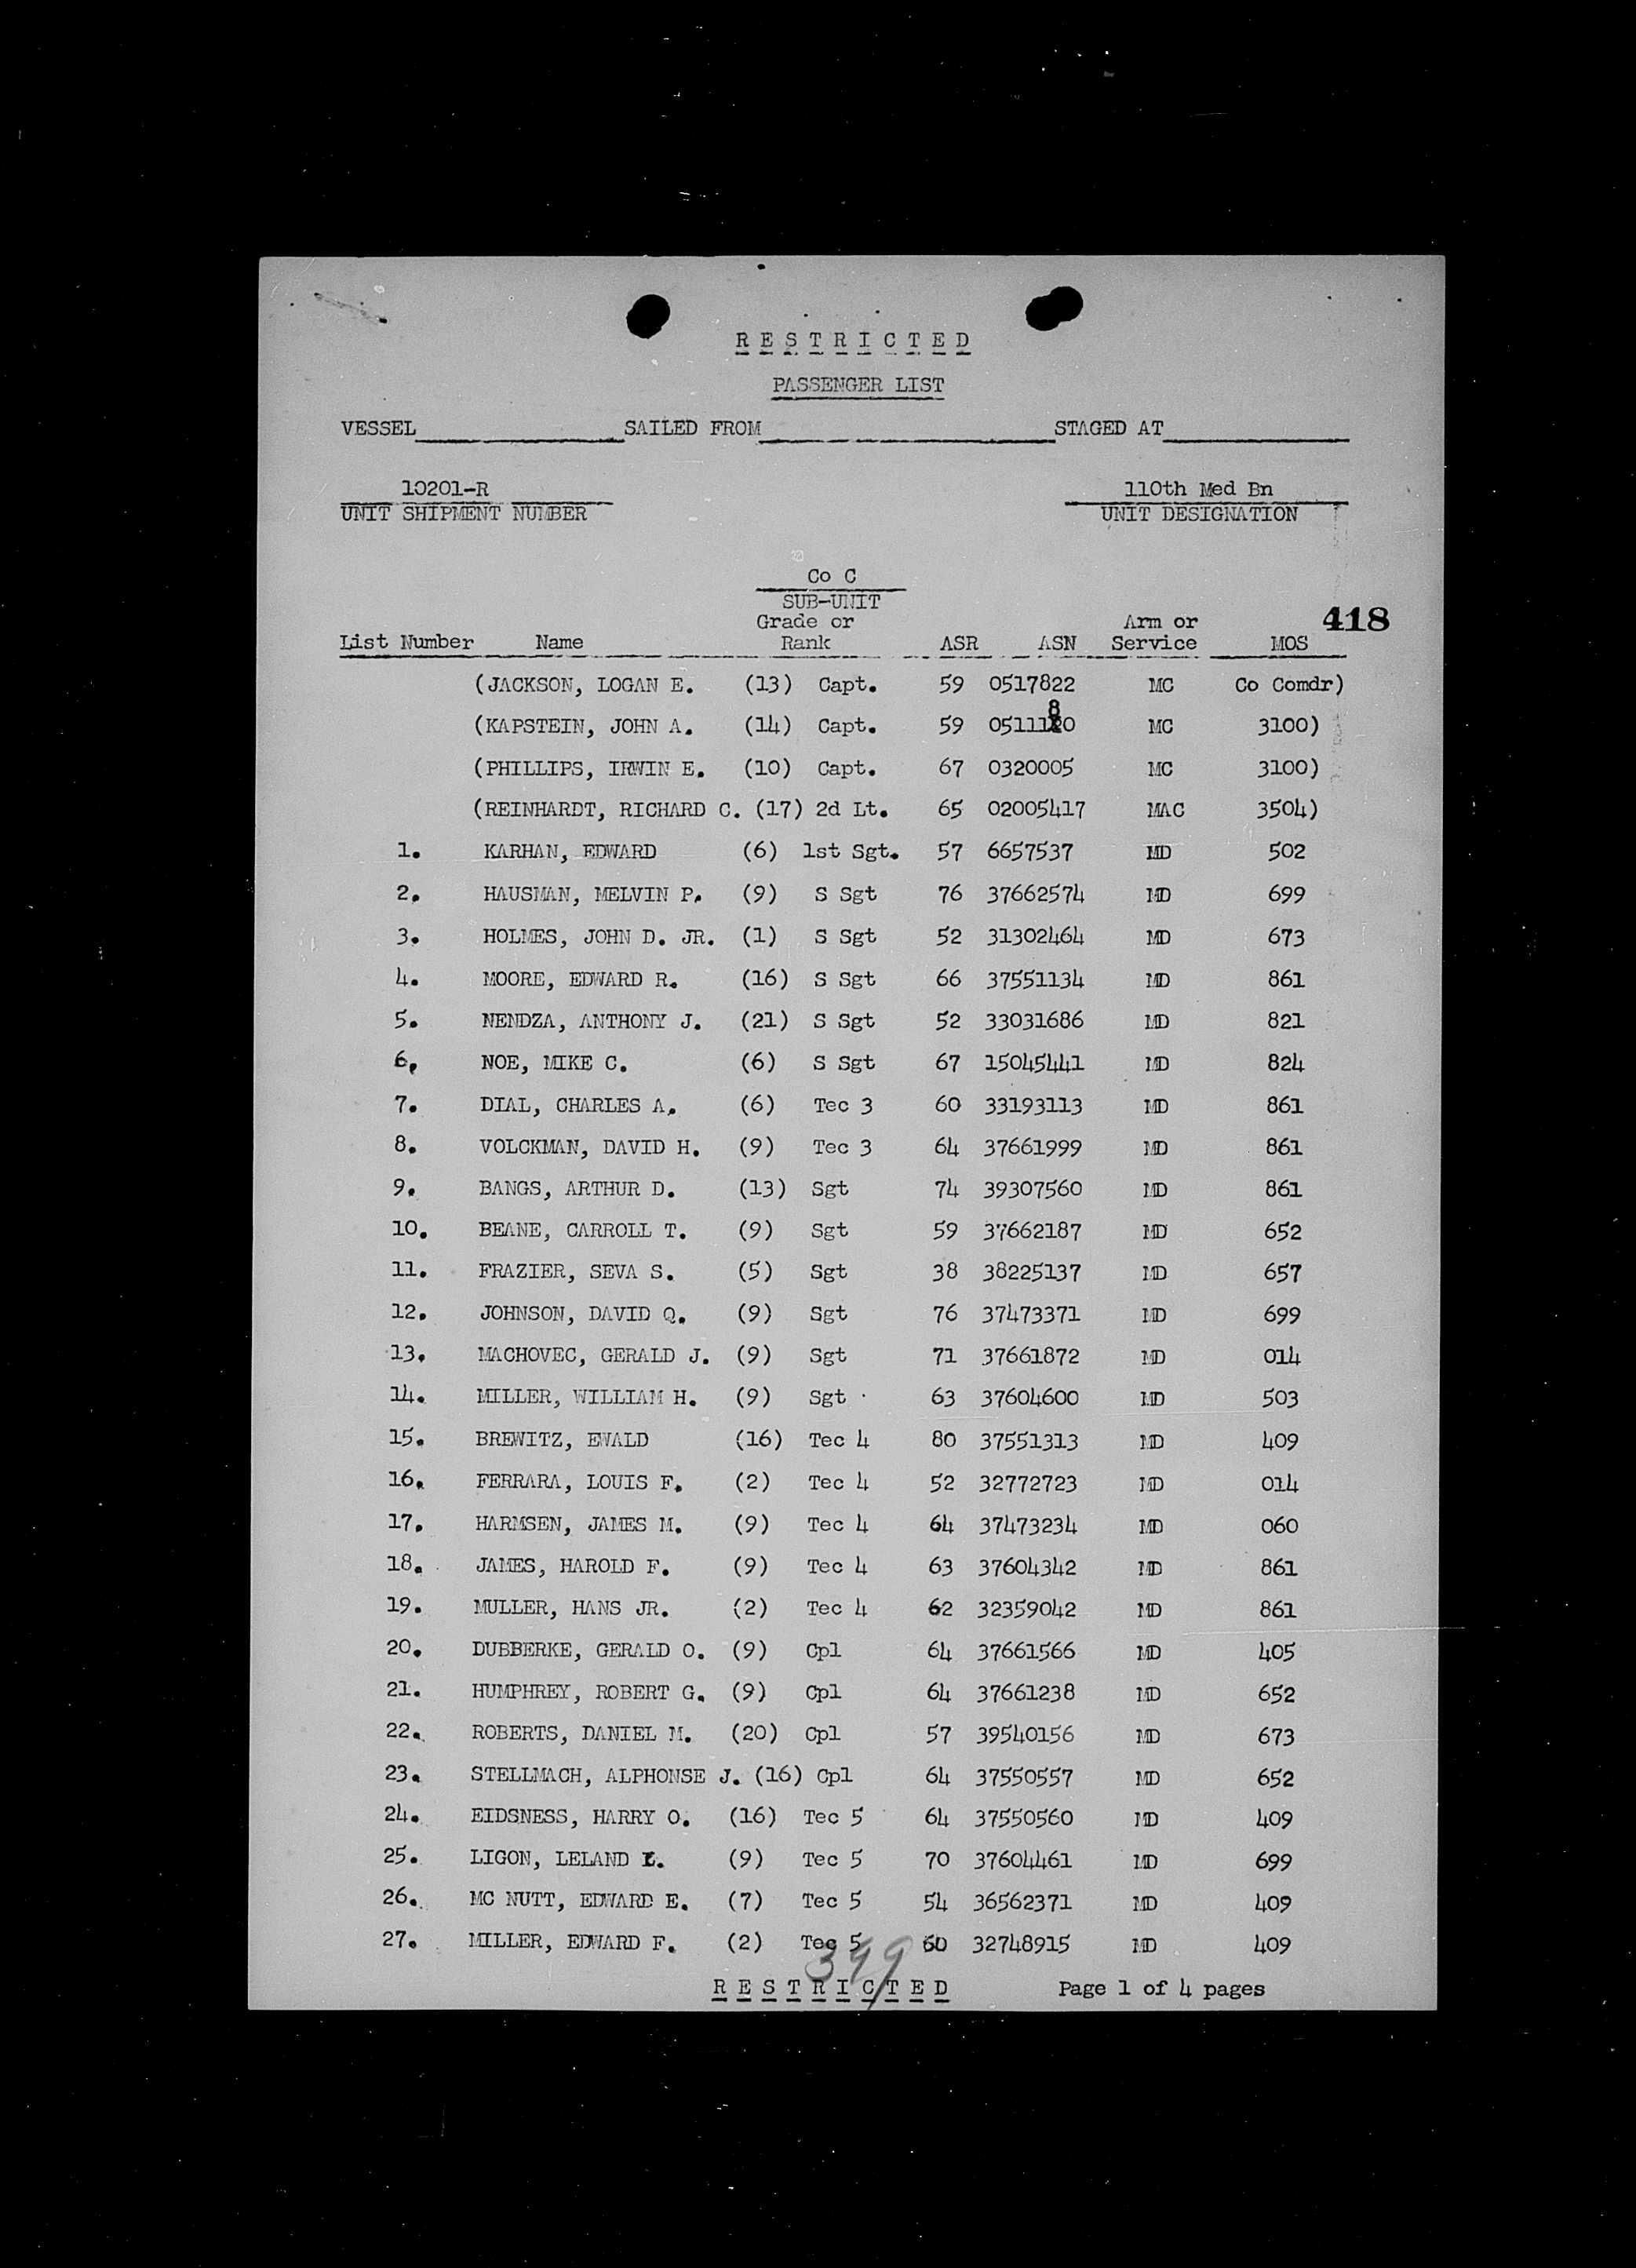 RESTRICTED
PASSENGER LIST
VESSEL SAILED FROM STAGED AT
10201-R 110th Med Bn
UNIT SHIPMENT NUMBER UNIT DESIGNATION
Co C
SUB-UNIT
418
List Number Name Grade or Rank ASR ASN Arm or Service MOS
(JACKSON, LOGAN E. (13) Capt. 59 0517822 MC Co Comdr)
(KAPSTEIN, JOHN A. (14) Capt. 59 0511180 MC 3100)
(PHILLIPS, IRWIN E. (10) Capt. 67 0320005 MC 3100)
(REINHARDT, RICHARD C. (17) 2d Lt. 65 02005417 MAC 3504)
1. KARHAN, EDWARD (6) 1st Sgt. 57 6657537 MD 502
2. HAUSMAN, MELVIN P. (9) S Sgt 76 37662574 MD 699
3. HOLMES, JOHN D. JR. (1) S Sgt 52 31302464 MD 673
4. MOORE, EDWARD R. (16) S Sgt 66 37551134 MD 861
5. NENDZA, ANTHONY J. (21) S Sgt 52 33031686 MD 821
6. NOE, MIKE C. (6) S Sgt 67 15045441 MD 824
7. DIAL, CHARLES A. (6) Tec 3 60 33193113 MD 861
8. VOLCKMAN, DAVID H. (9) Tec 3 64 37661999 MD 861
9. BANGS, ARTHUR D. (13) Sgt 74 39307560 MD 861
10. BEANE, CARROLL T. (9) Sgt 59 37662187 MD 652
11. FRAZIER, SEVA S. (5) Sgt 38 38225137 MD 657
12. JOHNSON, DAVID Q. (9) Sgt 76 37473371 MD 699
13. MACHOVEC, GERALD J. (9) Sgt 71 37661872 MD 014
14. MILLER, WILLIAM H. (9) Sgt 63 37604600 MD 503
15. BREWITZ, EWALD (16) Tec 4 80 37551313 MD 409
16. FERRARA, LOUIS F. (2) Tec 4 52 32772723 MD 014
17. HARMSEN, JAMES M. (9) Tec 4 64 37473234 MD 060
18. JAMES, HAROLD F. (9) Tec 4 63 37604342 MD 861
19. MULLER, HANS JR. (2) Tec 4 62 32359042 MD 861
20. DUBBERKE, GERALD O. (9) Cpl 64 37661566 MD 405
21. HUMPHREY, ROBERT G. (9) Cpl 64 37661238 MD 652
22. ROBERTS, DANIEL M. (20) Cpl 57 39540156 MD 673
23. STELLMACH, ALPHONSE J. (16) Cpl 64 37550557 MD 652
24. EIDSNESS, HARRY O. (16) Tec 5 64 37550560 MD 409
25. LIGON, LELAND L. (9) Tec 5 70 37604461 MD 699
26. MC NUTT, EDWARD E. (7) Tec 5 54 36562371 MD 409
27. MILLER, EDWARD F. (2) Tec 5 60 32748915 MD 409
399
RESTRICTED Page 1 of 4 pages